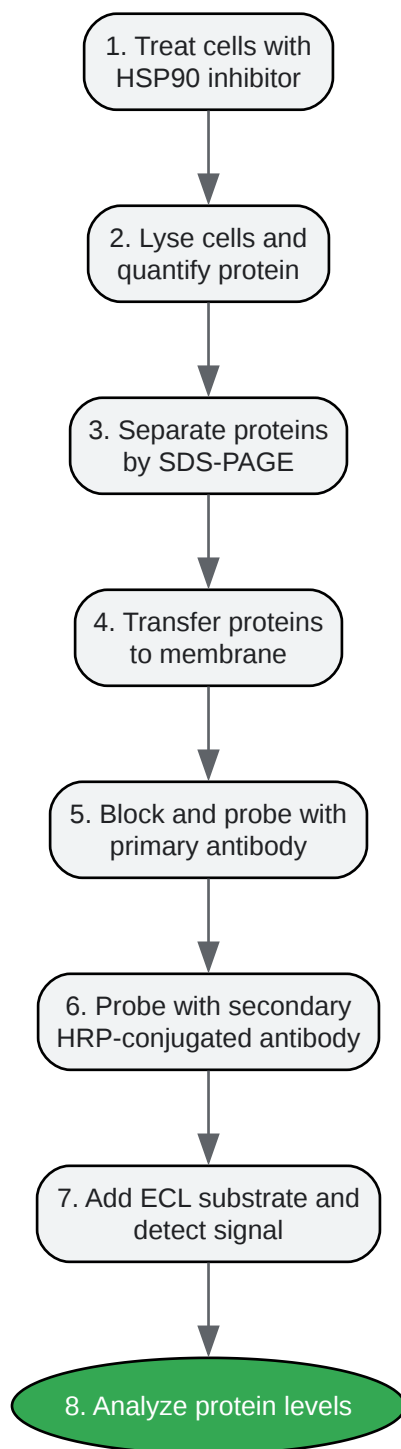 1. Treat cells with
HSP90 inhibitor
2. Lyse cells and
quantify protein
3. Separate proteins
by SDS-PAGE
4. Transfer proteins
to membrane
5. Block and probe with
primary antibody
6. Probe with secondary
HRP-conjugated antibody
7. Add ECL substrate and
detect signal
8. Analyze protein levels